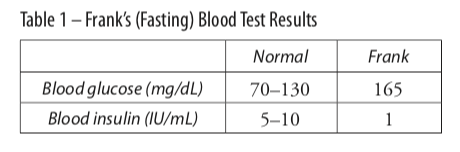 Table 1 – Frank's (Fasting) Blood Test Results
Normal Frank
Blood glucose (mg/dL) 70–130 165
Blood insulin (IU/mL) 5–10 1